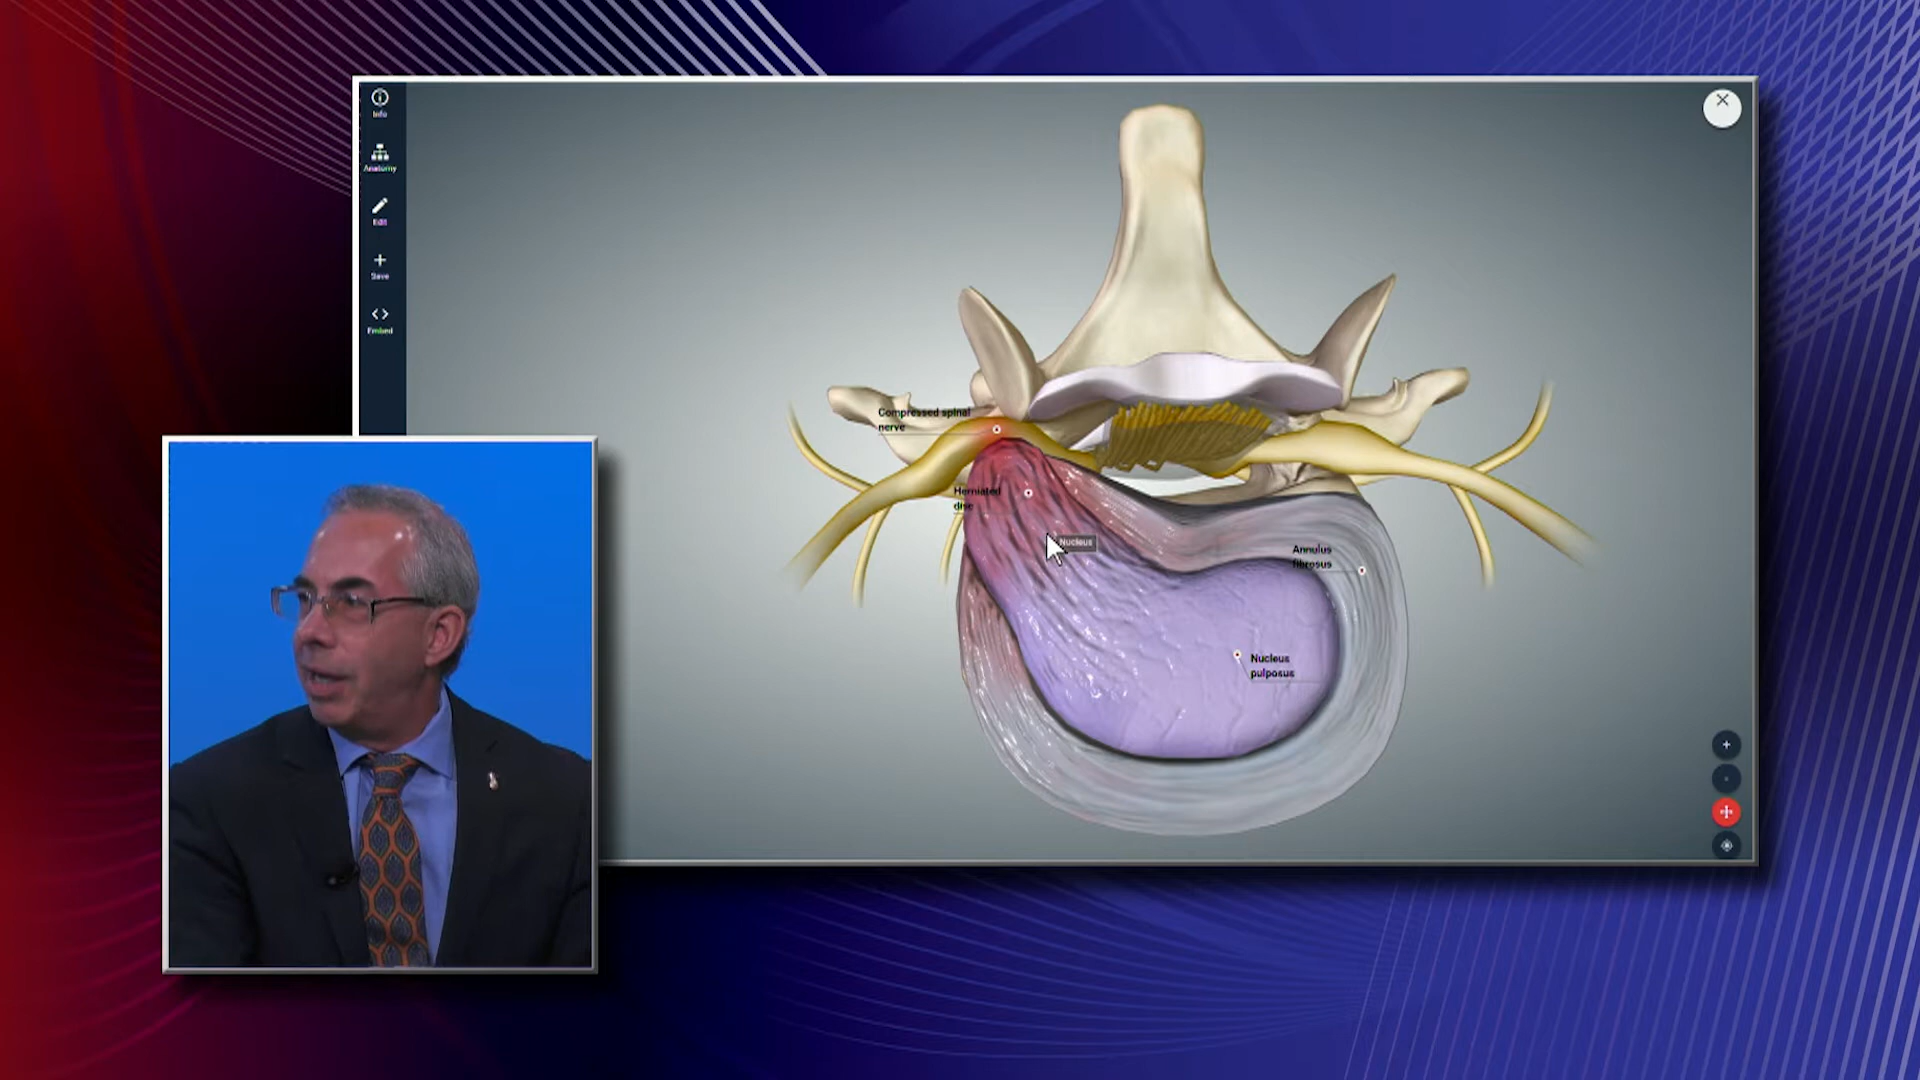 Info
Anatomy
Edit
Save
Embed
Compressed spinal
nerve
Herniated
disc
Nucleus
Annulus
fibrosus
Nucleus
pulposus